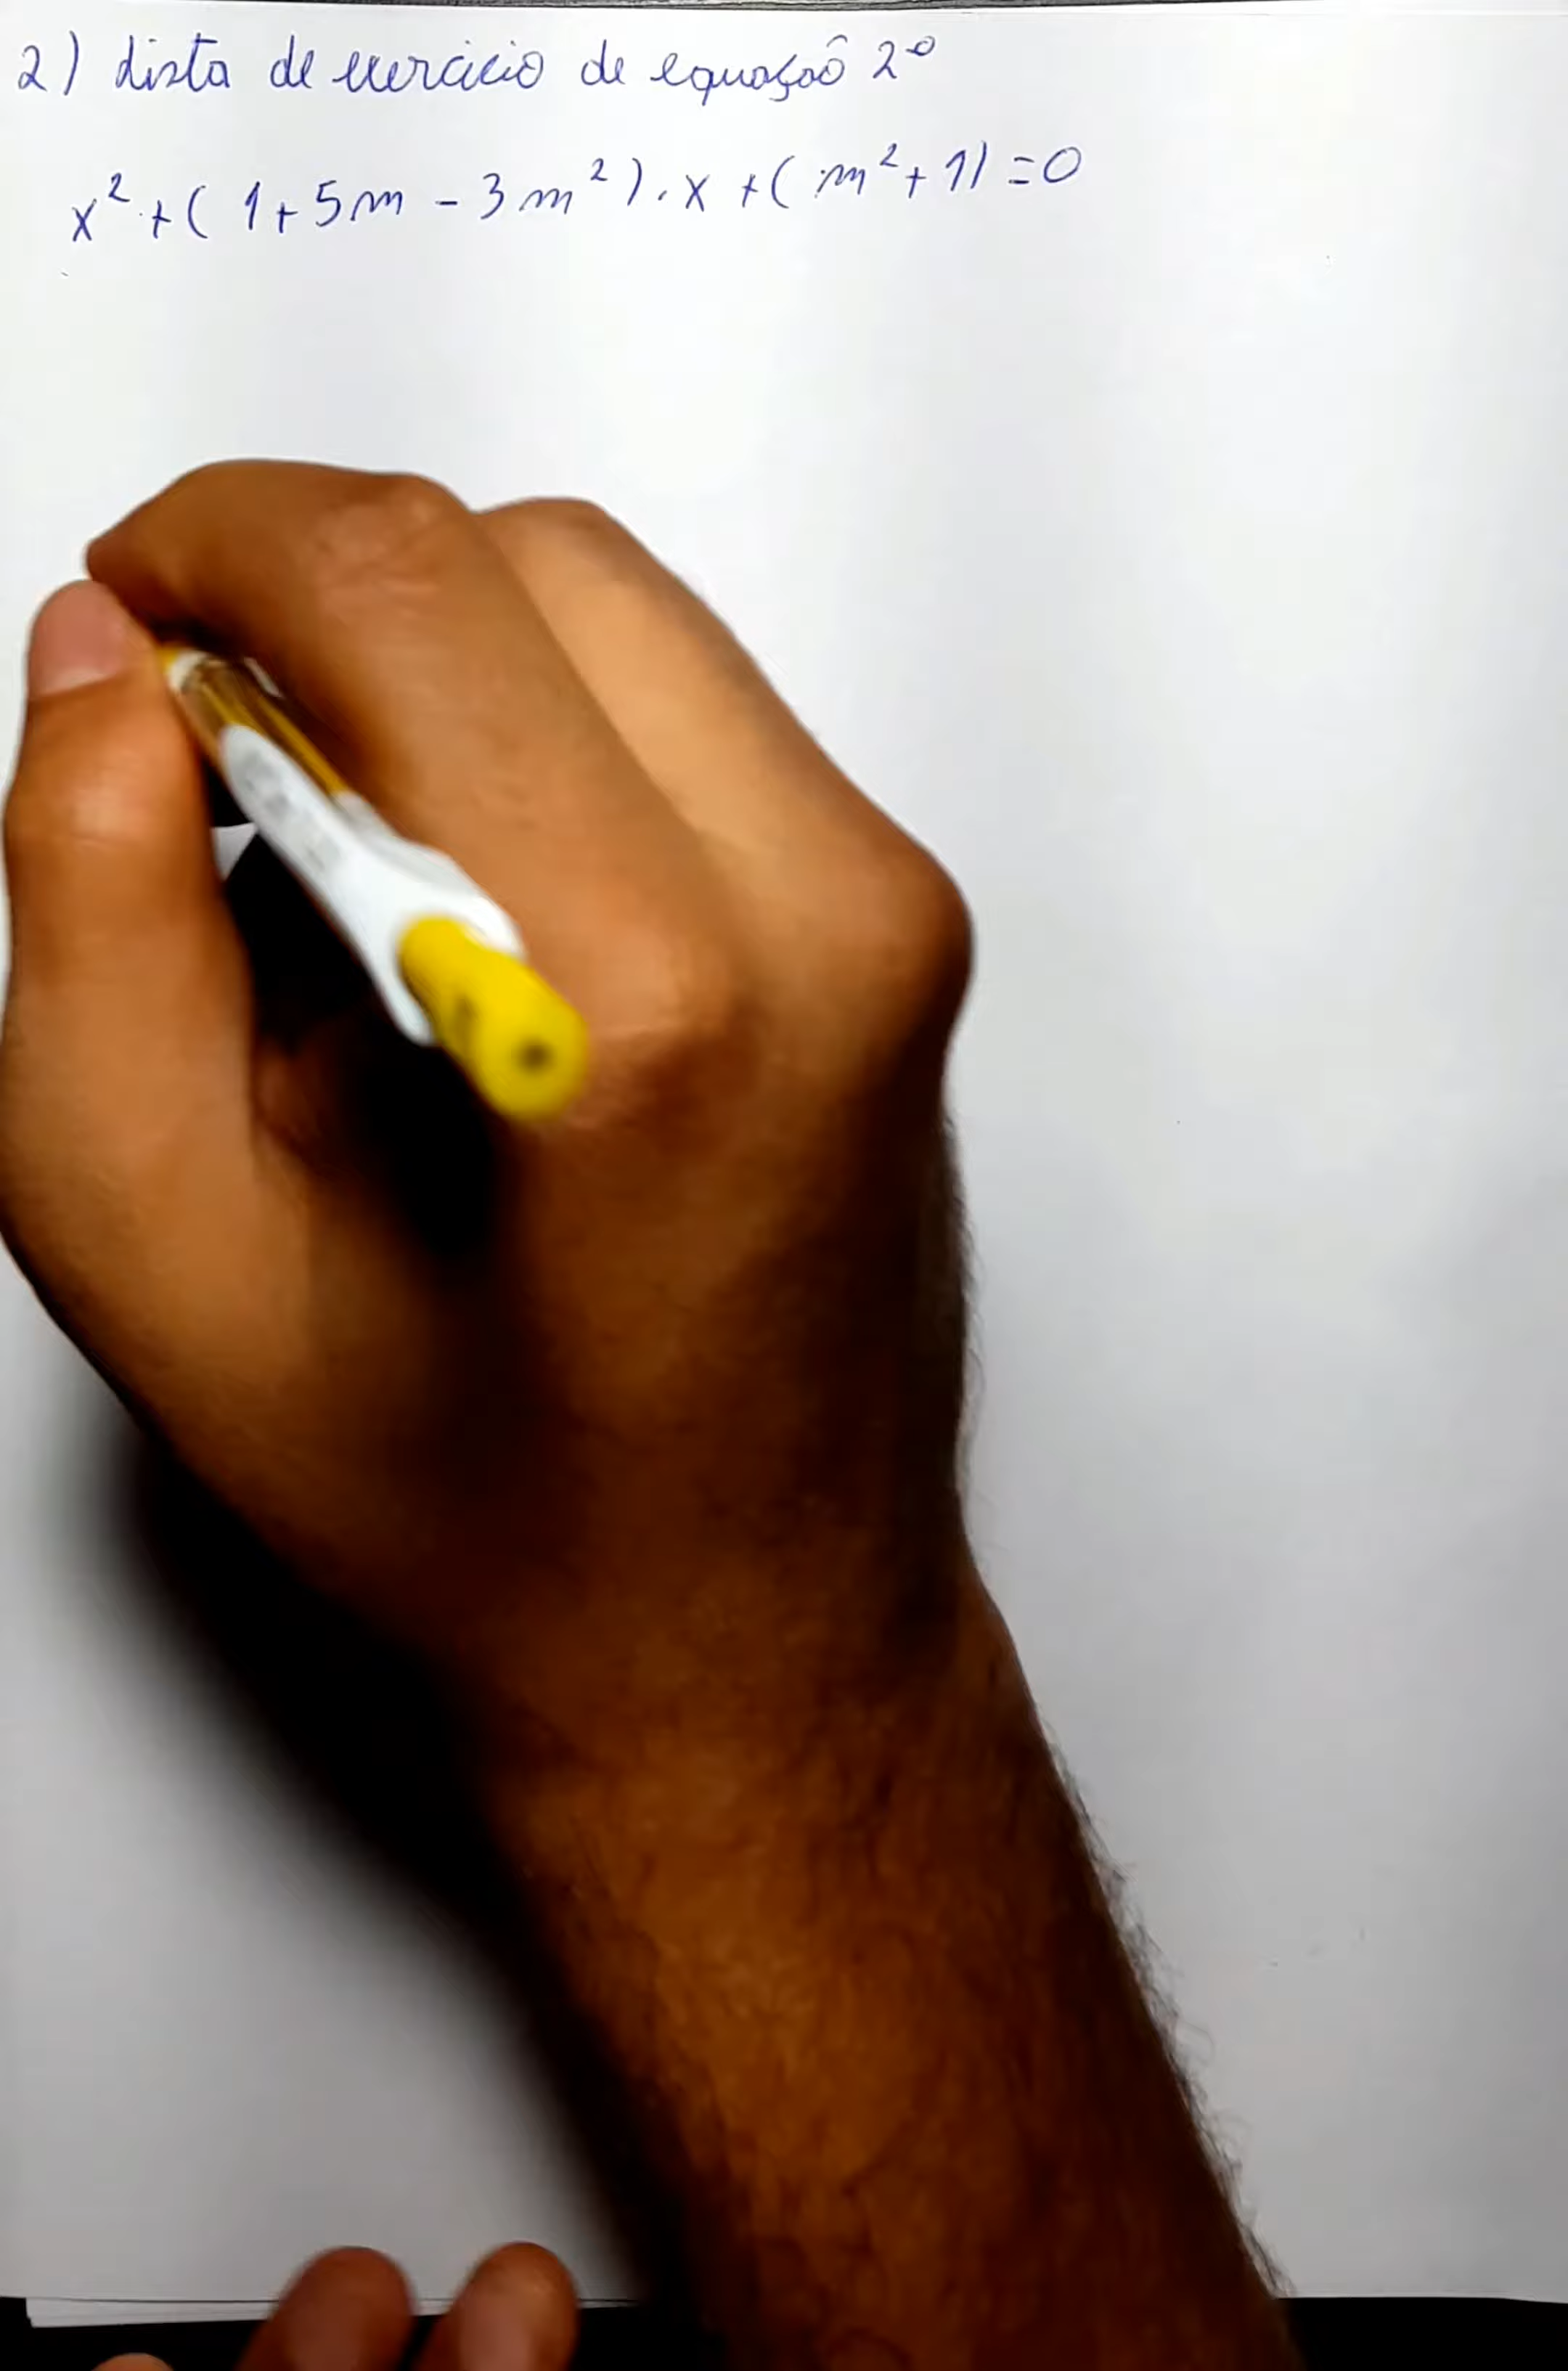 2) lista de exercício de equação 2º
x² + ( 1 + 5m - 3m² ) . x + ( m² + 1 ) = 0